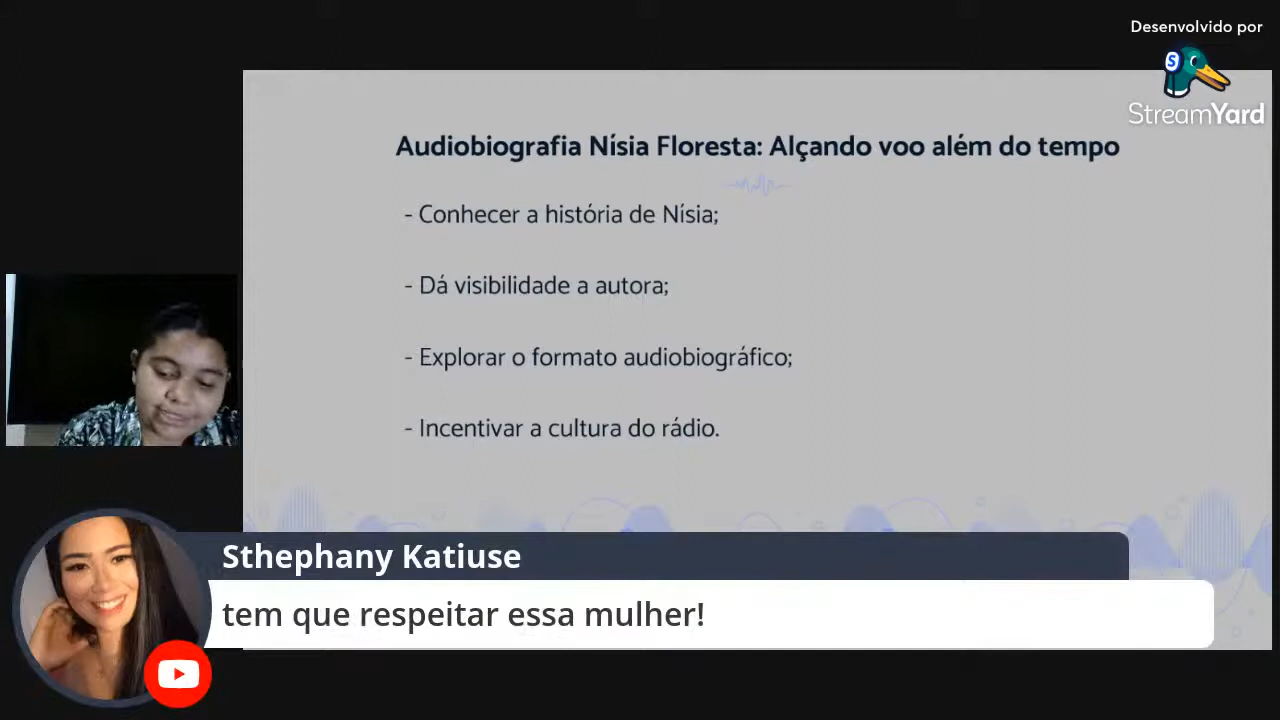 Desenvolvido por
StreamYard
Audiobiografia Nísia Floresta: Alçando voo além do tempo
- Conhecer a história de Nísia;
- Dá visibilidade a autora;
- Explorar o formato audiobiográfico;
- Incentivar a cultura do rádio.
Sthephany Katiuse
tem que respeitar essa mulher!